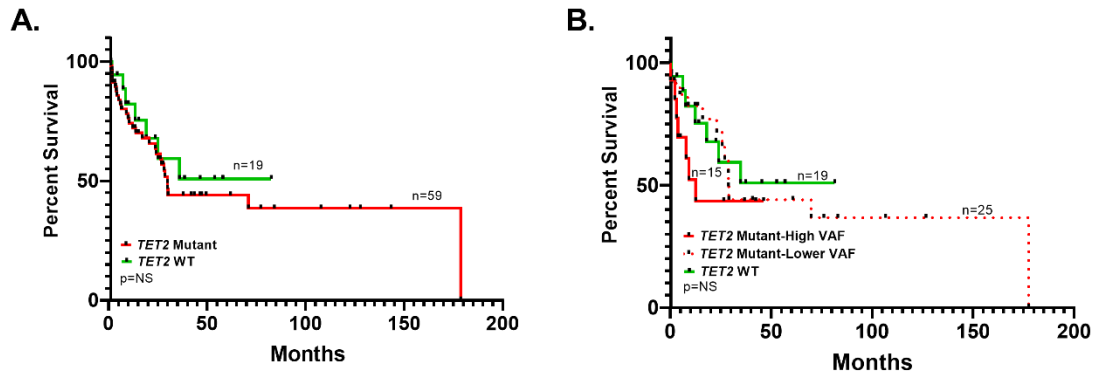 A.
Percent Survival
100
50
0
n=19
n=59
TET2 Mutant
TET2 WT
p=NS
0 50 100 150 200
Months
B.
Percent Survival
100
50
0
n=15
n=19
n=25
TET2 Mutant-High VAF
TET2 Mutant-Lower VAF
TET2 WT
p=NS
0 50 100 150 200
Months